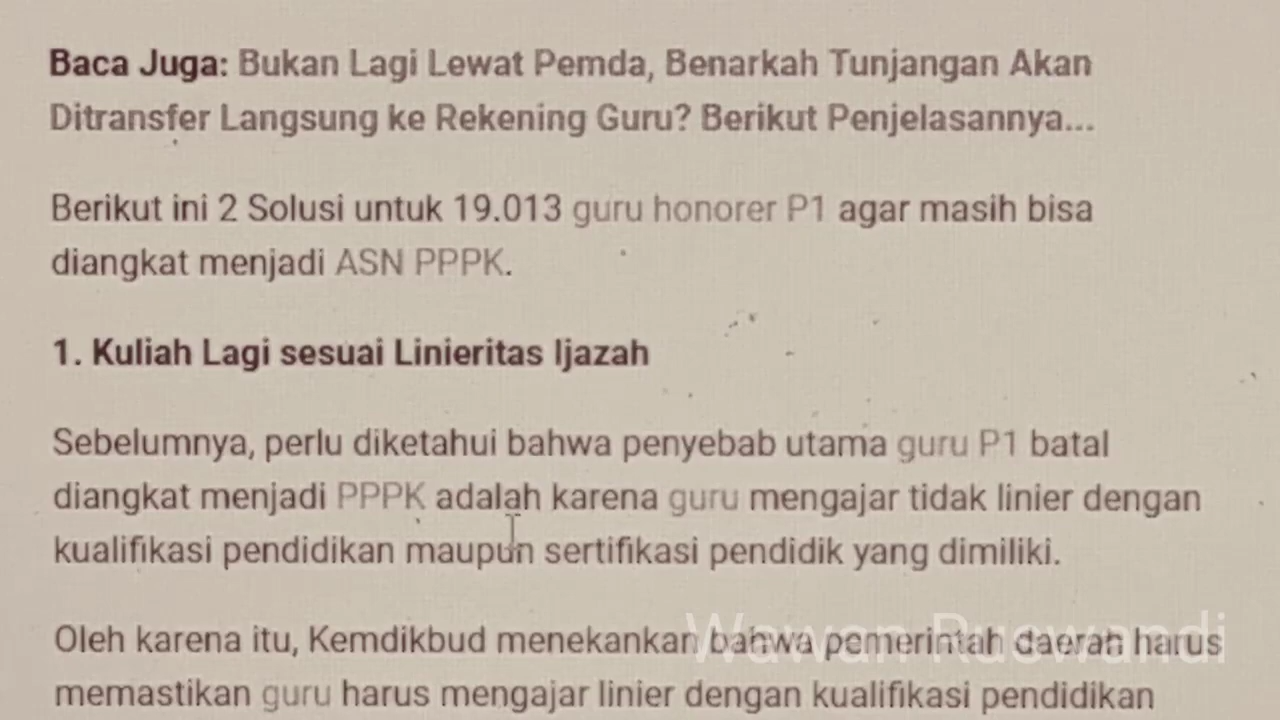 Baca Juga: Bukan Lagi Lewat Pemda, Benarkah Tunjangan Akan
Ditransfer Langsung ke Rekening Guru? Berikut Penjelasannya...
Berikut ini 2 Solusi untuk 19.013 guru honorer P1 agar masih bisa
diangkat menjadi ASN PPPK.
1. Kuliah Lagi sesuai Linieritas Ijazah
Sebelumnya, perlu diketahui bahwa penyebab utama guru P1 batal
diangkat menjadi PPPK adalah karena guru mengajar tidak linier dengan
kualifikasi pendidikan maupun sertifikasi pendidik yang dimiliki.
Oleh karena itu, Kemdikbud menekankan bahwa pemerintah daerah harus
Wawan Ruswandi
memastikan guru harus mengajar linier dengan kualifikasi pendidikan